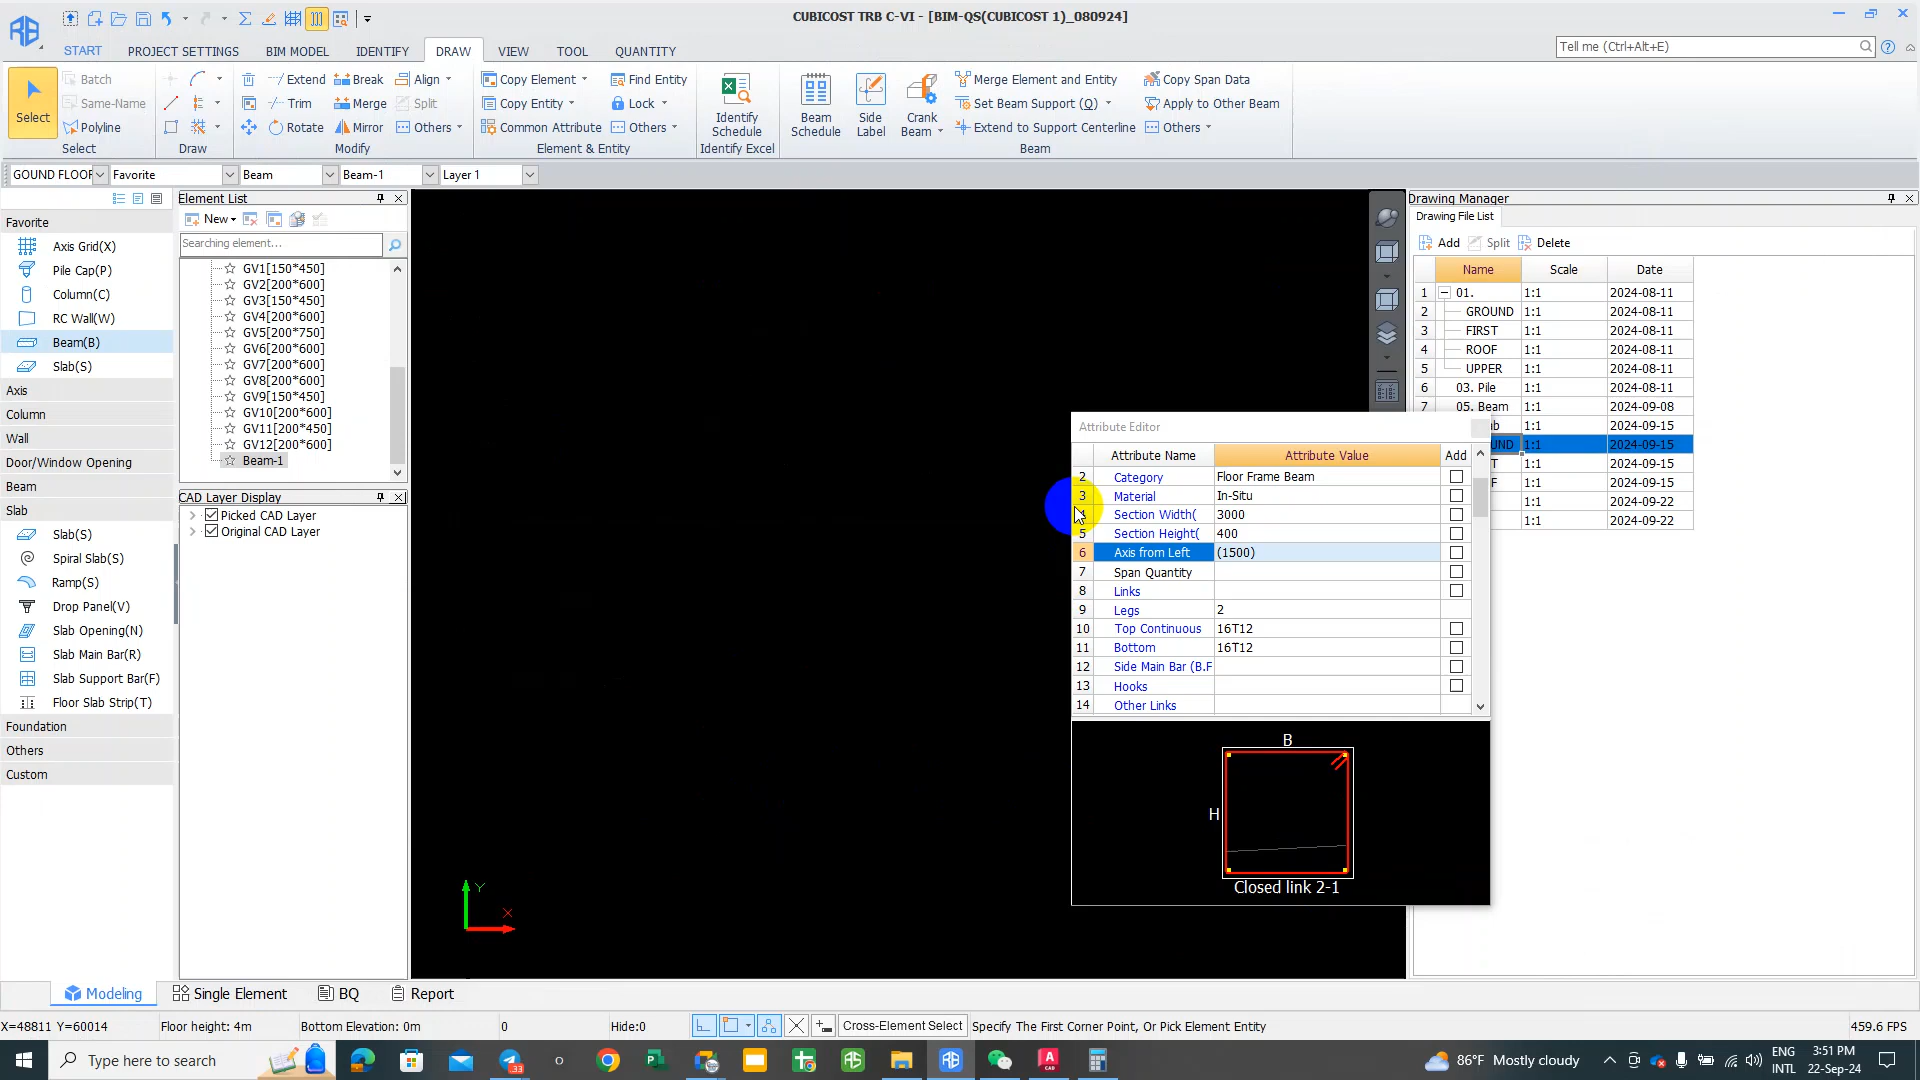 CUBICOST TRB C-VI - [BIM-QS(CUBICOST 1)_080924]
START PROJECT SETTINGS BIM MODEL IDENTIFY DRAW VIEW TOOL QUANTITY
Tell me (Ctrl+Alt+E)
Select
Batch
Same-Name
Polyline
Select
Draw
Extend Break Align
Trim Merge Split
Rotate Mirror Others
Modify
Copy Element Find Entity
Copy Entity Lock
Common Attribute Others
Element & Entity
Identify Schedule
Identify Excel
Beam Schedule
Side Label
Crank Beam
Merge Element and Entity Copy Span Data
Set Beam Support (Q) Apply to Other Beam
Extend to Support Centerline Others
Beam
GOUND FLOOR Favorite Beam Beam-1 Layer 1
Favorite
Axis Grid(X)
Pile Cap(P)
Column(C)
RC Wall(W)
Beam(B)
Slab(S)
Axis
Column
Wall
Door/Window Opening
Beam
Slab
Slab(S)
Spiral Slab(S)
Ramp(S)
Drop Panel(V)
Slab Opening(N)
Slab Main Bar(R)
Slab Support Bar(F)
Floor Slab Strip(T)
Foundation
Others
Custom
Element List
New
Searching element...
GV1[150*450]
GV2[200*600]
GV3[150*450]
GV4[200*600]
GV5[200*750]
GV6[200*600]
GV7[200*600]
GV8[200*600]
GV9[150*450]
GV10[200*600]
GV11[200*450]
GV12[200*600]
Beam-1
CAD Layer Display
Picked CAD Layer
Original CAD Layer
Y
X
Attribute Editor
Attribute Name Attribute Value Add
2 Category Floor Frame Beam
3 Material In-Situ
4 Section Width( 3000
5 Section Height( 400
6 Axis from Left (1500)
7 Span Quantity
8 Links
9 Legs 2
10 Top Continuous 16T12
11 Bottom 16T12
12 Side Main Bar (B.F
13 Hooks
14 Other Links
B
H
Closed link 2-1
Drawing Manager
Drawing File List
Add Split Delete
Name Scale Date
1 01. 1:1 2024-08-11
2 GROUND 1:1 2024-08-11
3 FIRST 1:1 2024-08-11
4 ROOF 1:1 2024-08-11
5 UPPER 1:1 2024-08-11
6 03. Pile 1:1 2024-08-11
7 05. Beam 1:1 2024-09-08
1:1 2024-09-15
1:1 2024-09-15
1:1 2024-09-15
1:1 2024-09-15
1:1 2024-09-22
1:1 2024-09-22
Modeling Single Element BQ Report
X=48811 Y=60014 Floor height: 4m Bottom Elevation: 0m 0 Hide:0 Cross-Element Select Specify The First Corner Point, Or Pick Element Entity 459.6 FPS
Type here to search
86°F Mostly cloudy
ENG
INTL
3:51 PM
22-Sep-24